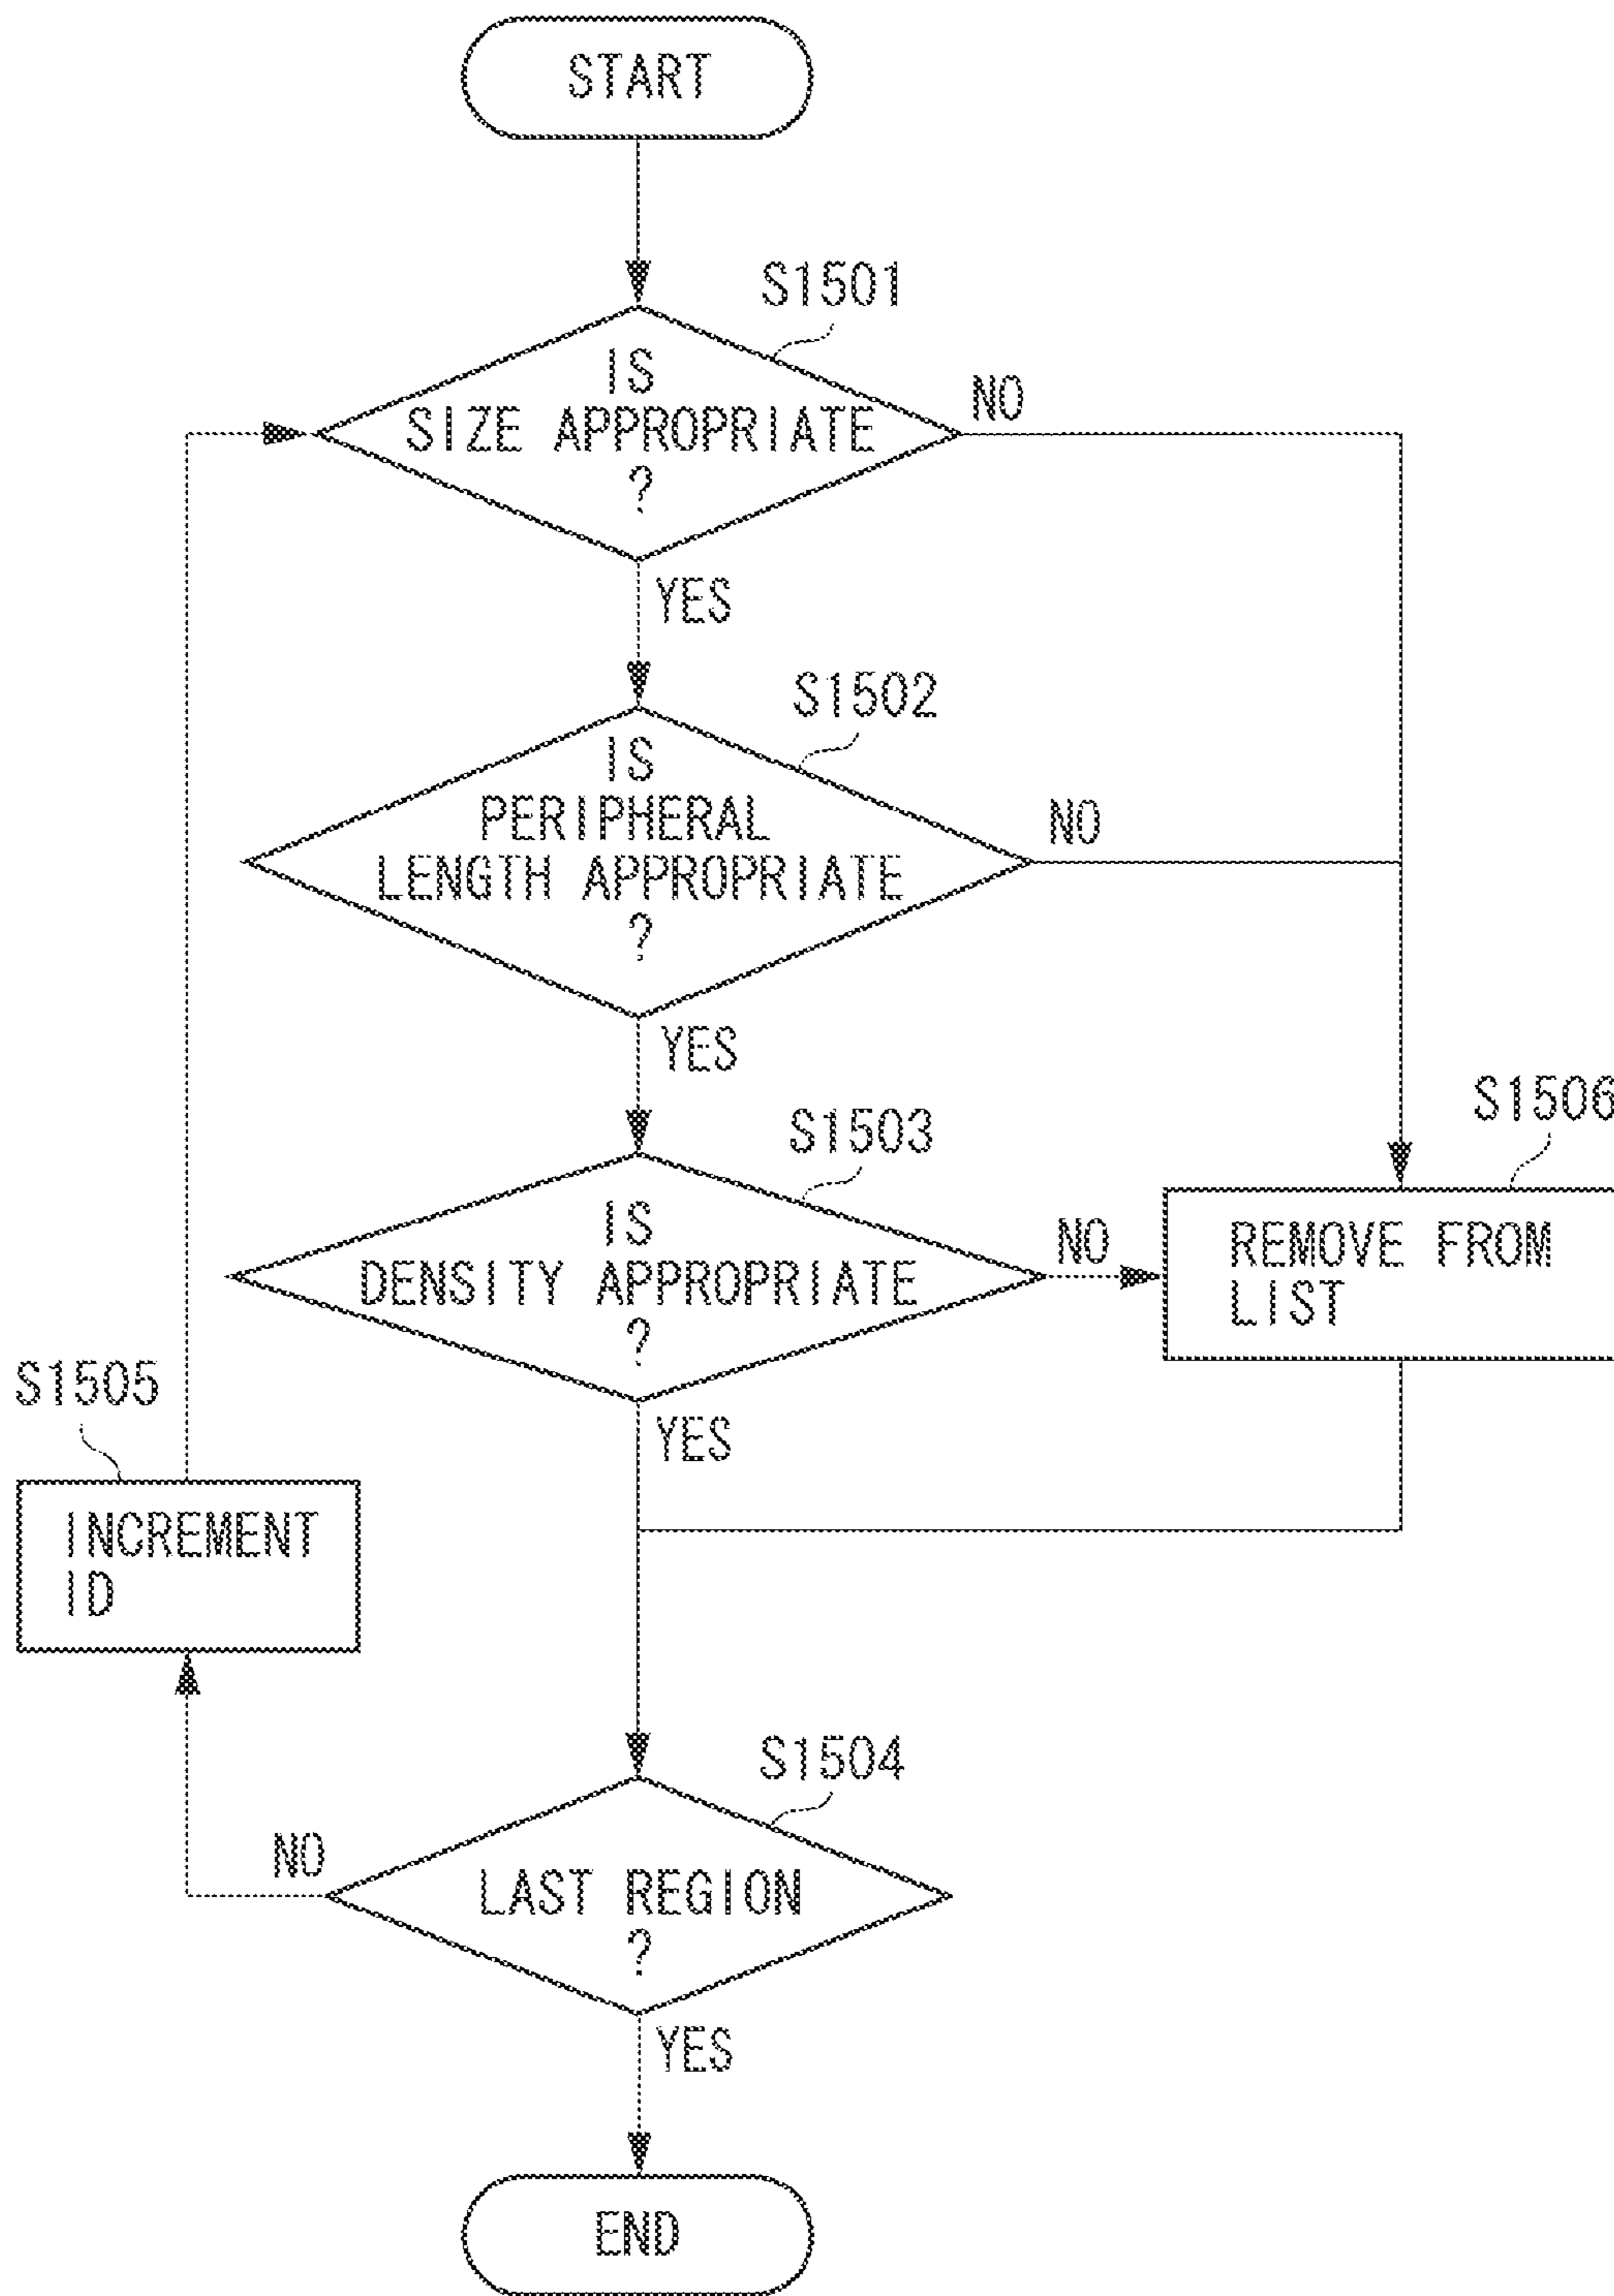 START
S1501
IS
SIZE APPROPRIATE
?
NO
YES
S1502
IS
PERIPHERAL
LENGTH APPROPRIATE
?
NO
YES
S1503
IS
DENSITY APPROPRIATE
?
NO
YES
S1506
REMOVE FROM
LIST
S1505
INCREMENT
ID
S1504
LAST REGION
?
NO
YES
END